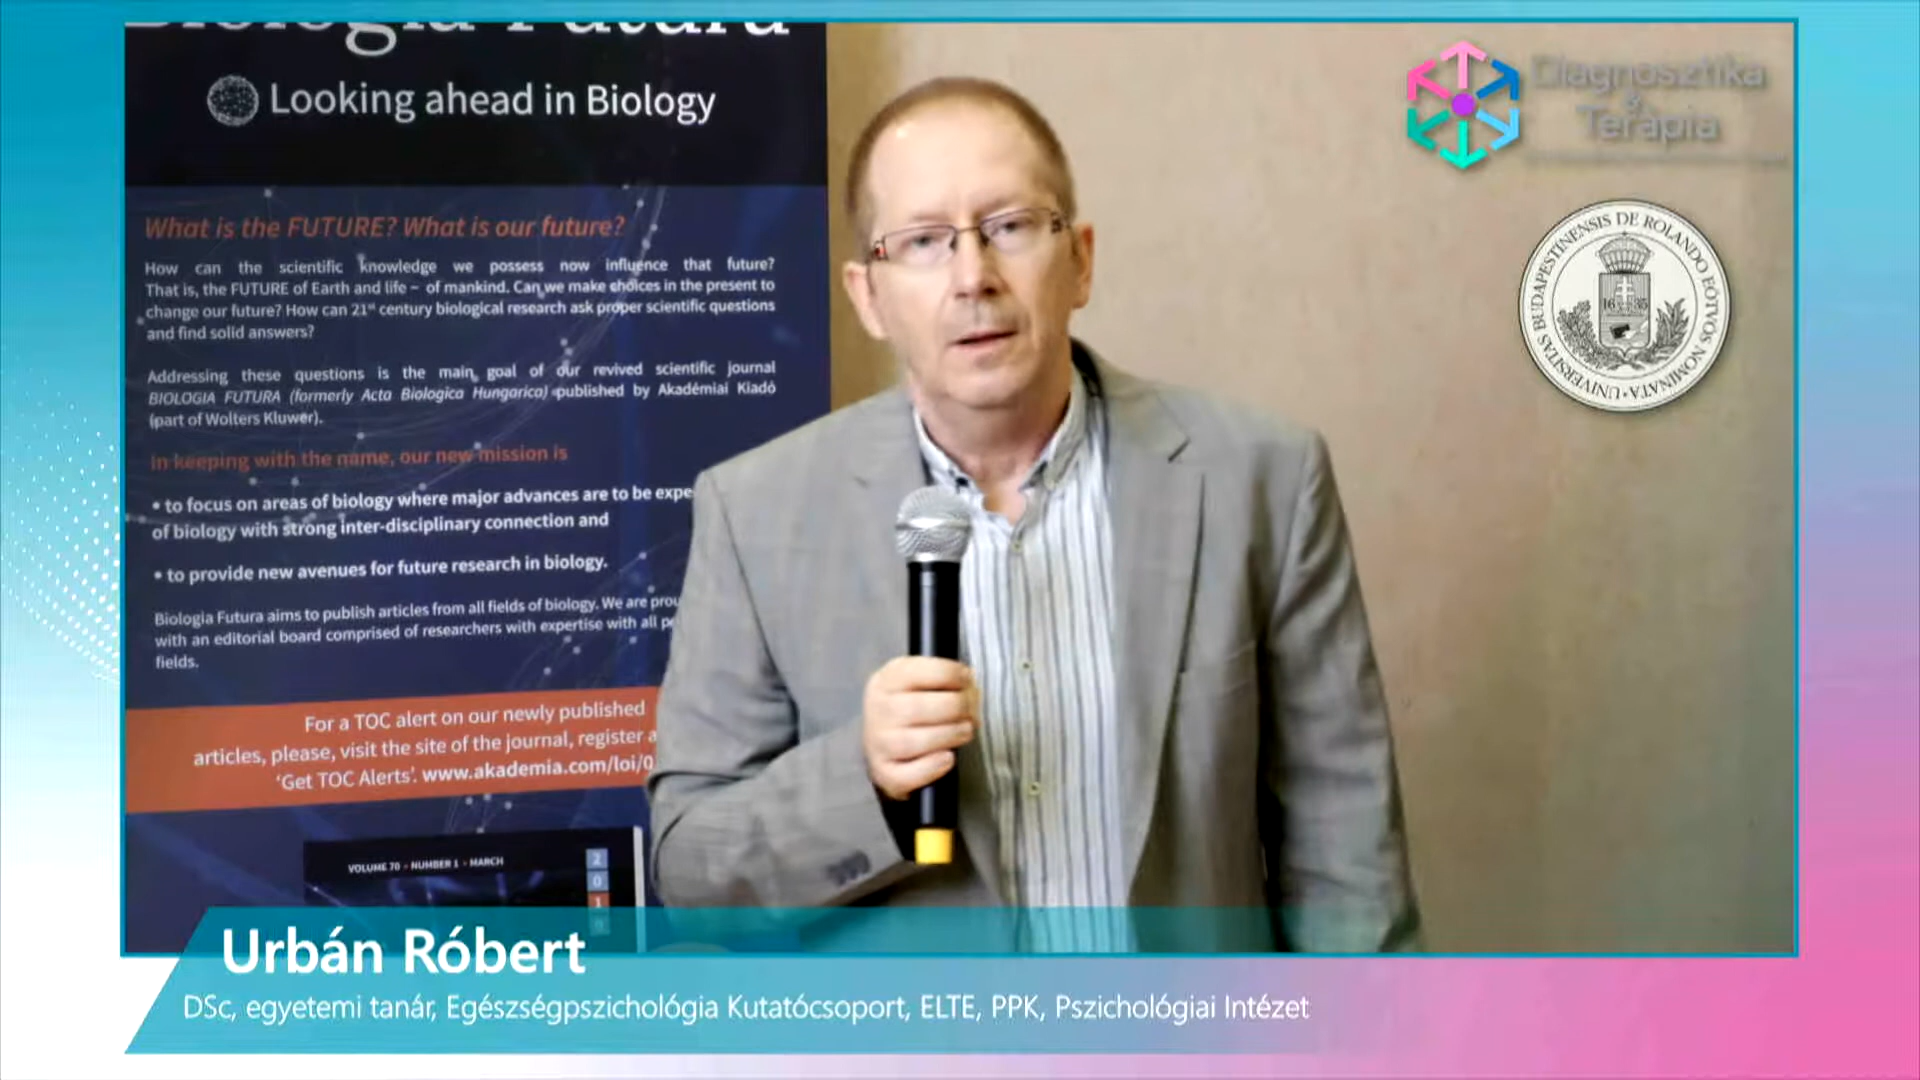 Biologia Futura
Looking ahead in Biology
What is the FUTURE? What is our future?
How can the scientific knowledge we possess now influence that future?
That is, the FUTURE of Earth and life – of mankind. Can we make choices in the present to
change our future? How can 21st century biological research ask proper scientific questions
and find solid answers?
Addressing these questions is the main goal of our revived scientific journal
BIOLOGIA FUTURA (formerly Acta Biologica Hungarica) published by Akadémiai Kiadó
(part of Wolters Kluwer).
In keeping with the name, our new mission is
• to focus on areas of biology where major advances are to be expe
of biology with strong inter-disciplinary connection and
• to provide new avenues for future research in biology.
Biologia Futura aims to publish articles from all fields of biology. We are prou
with an editorial board comprised of researchers with expertise with all
fields.
For a TOC alert on our newly published
articles, please, visit the site of the journal, register a
'Get TOC Alerts'. www.akademia.com/loi/0
VOLUME 70 • NUMBER 1 • MARCH
2
0
1
Diagnosztika
&
Terápia
UNIVERSITAS BUDAPESTINENSIS DE ROLANDO EÖTVÖS NOMINATA
16 35
Urbán Róbert
DSc, egyetemi tanár, Egészségpszichológia Kutatócsoport, ELTE, PPK, Pszichológiai Intézet